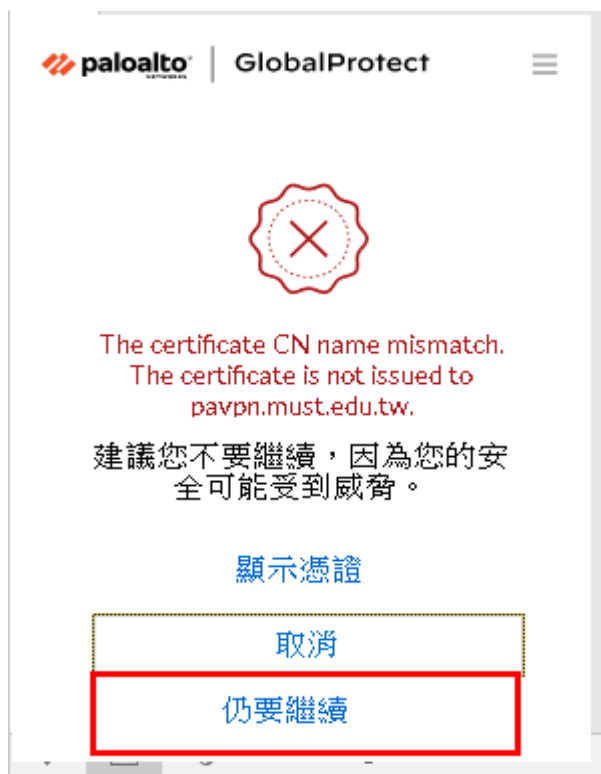 paloalto NETWORKS GlobalProtect
The certificate CN name mismatch.
The certificate is not issued to
pavpn.must.edu.tw.
建議您不要繼續，因為您的安
全可能受到威脅。
顯示憑證
取消
仍要繼續